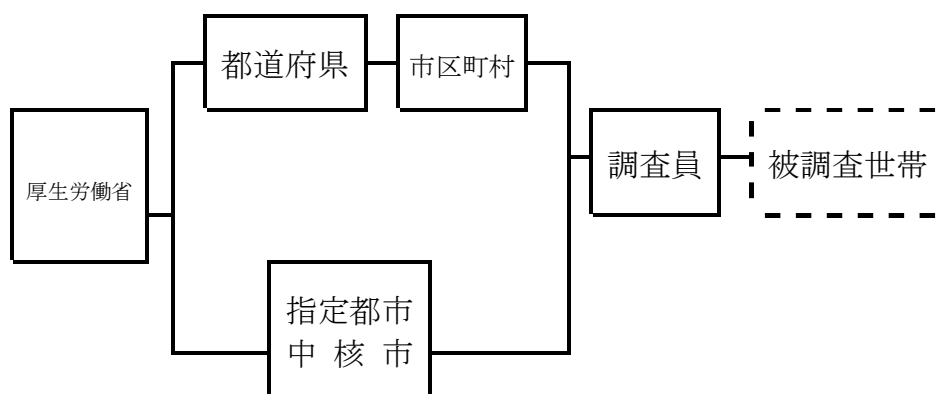 都道府県
市区町村
厚生労働省
調査員
被調査世帯
指定都市
中核市